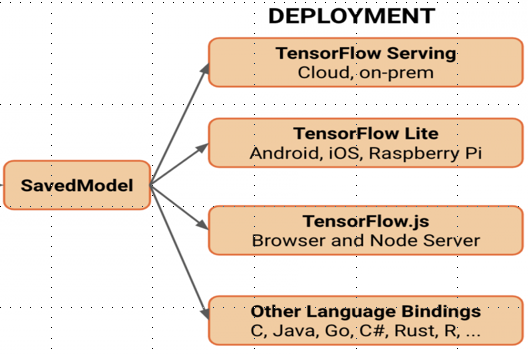 DEPLOYMENT
TensorFlow Serving
Cloud, on-prem
TensorFlow Lite
Android, iOS, Raspberry Pi
SavedModel
TensorFlow.js
Browser and Node Server
Other Language Bindings
C, Java, Go, C#, Rust, R, ...